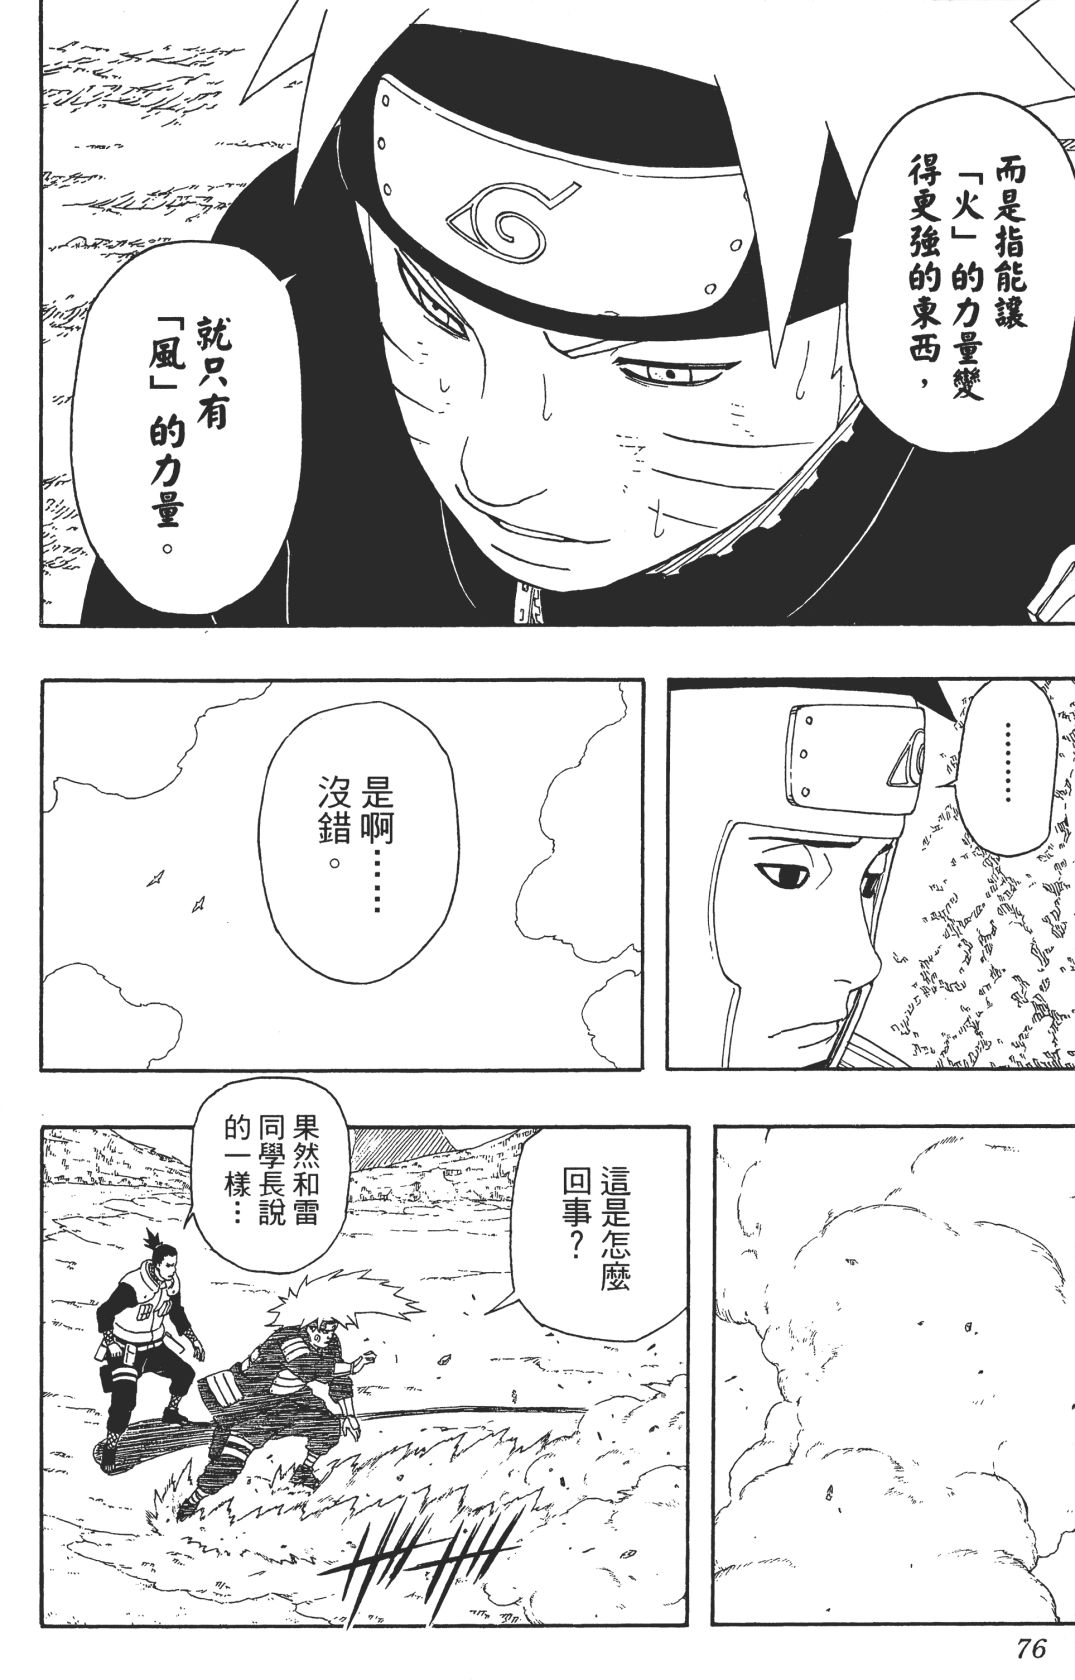 而是指能讓
「火」的力量變
得更強的東西，
就只有
「風」的力量。
………
是啊……
沒錯。
這是怎麼
回事？
果然和雷
同學長說
的一樣…
76